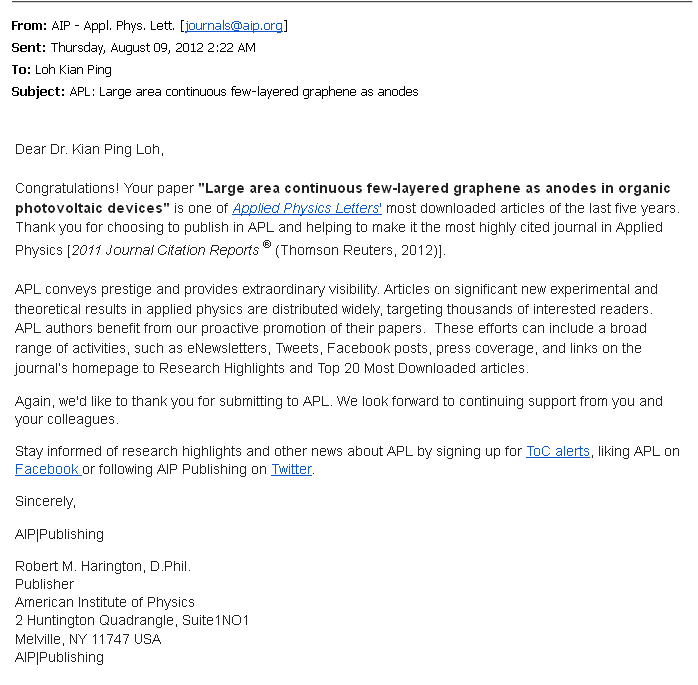 From: AIP - Appl. Phys. Lett. [journals@aip.org]
Sent: Thursday, August 09, 2012 2:22 AM
To: Loh Kian Ping
Subject: APL: Large area continuous few-layered graphene as anodes
Dear Dr. Kian Ping Loh,
Congratulations! Your paper "Large area continuous few-layered graphene as anodes in organic
photovoltaic devices" is one of Applied Physics Letters' most downloaded articles of the last five years.
Thank you for choosing to publish in APL and helping to make it the most highly cited journal in Applied
Physics [2011 Journal Citation Reports ® (Thomson Reuters, 2012)].
APL conveys prestige and provides extraordinary visibility. Articles on significant new experimental and
theoretical results in applied physics are distributed widely, targeting thousands of interested readers.
APL authors benefit from our proactive promotion of their papers.  These efforts can include a broad
range of activities, such as eNewsletters, Tweets, Facebook posts, press coverage, and links on the
journal's homepage to Research Highlights and Top 20 Most Downloaded articles.
Again, we'd like to thank you for submitting to APL. We look forward to continuing support from you and
your colleagues.
Stay informed of research highlights and other news about APL by signing up for ToC alerts, liking APL on
Facebook or following AIP Publishing on Twitter.
Sincerely,
AIP|Publishing
Robert M. Harington, D.Phil.
Publisher
American Institute of Physics
2 Huntington Quadrangle, Suite1NO1
Melville, NY 11747 USA
AIP|Publishing